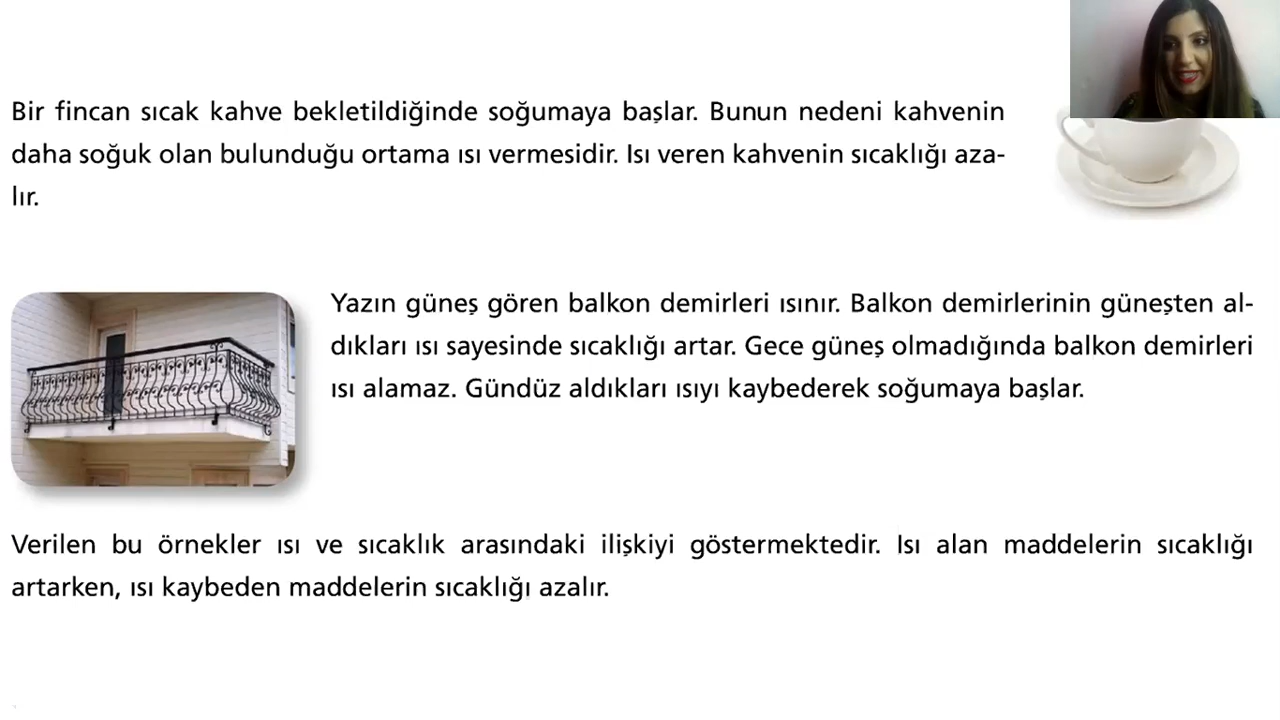 Bir fincan sıcak kahve bekletildiğinde soğumaya başlar. Bunun nedeni kahvenin
daha soğuk olan bulunduğu ortama ısı vermesidir. Isı veren kahvenin sıcaklığı aza-
lır.
Yazın güneş gören balkon demirleri ısınır. Balkon demirlerinin güneşten al-
dıkları ısı sayesinde sıcaklığı artar. Gece güneş olmadığında balkon demirleri
ısı alamaz. Gündüz aldıkları ısıyı kaybederek soğumaya başlar.
Verilen bu örnekler ısı ve sıcaklık arasındaki ilişkiyi göstermektedir. Isı alan maddelerin sıcaklığı
artarken, ısı kaybeden maddelerin sıcaklığı azalır.